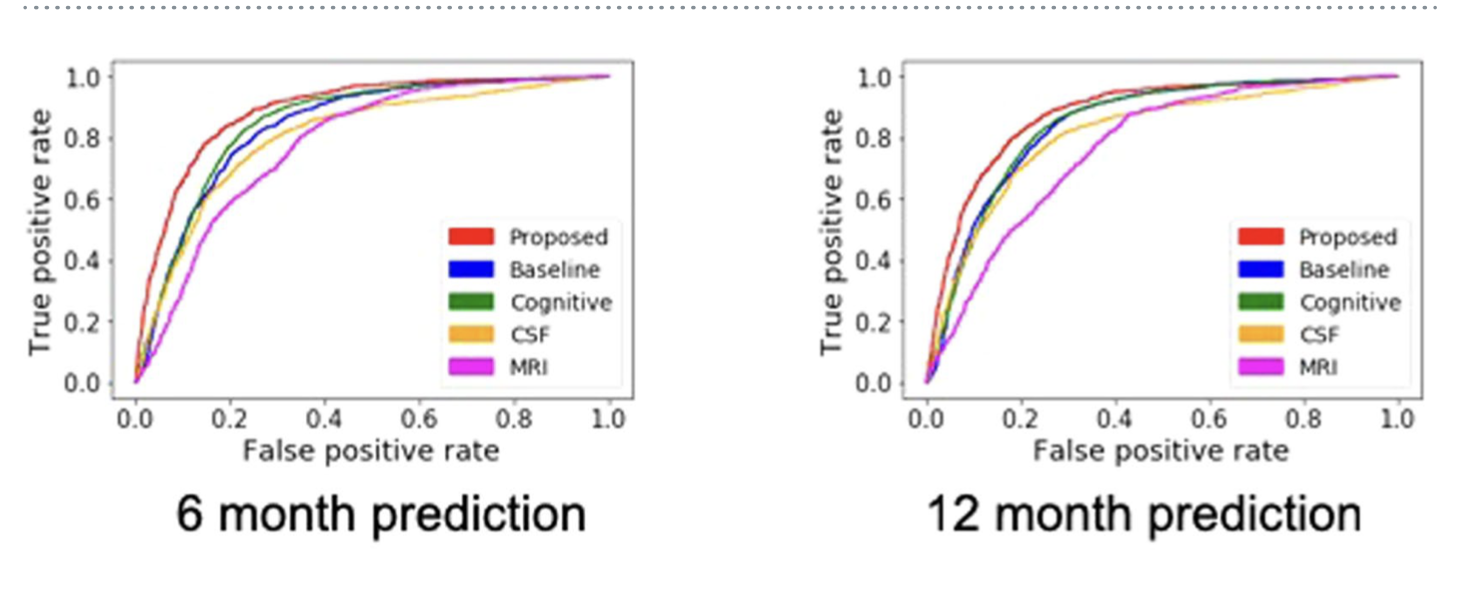 1.0
0.8
0.6
0.4
0.2
0.0
True positive rate
0.0 0.2 0.4 0.6 0.8 1.0
False positive rate
Proposed
Baseline
Cognitive
CSF
MRI
6 month prediction
1.0
0.8
0.6
0.4
0.2
0.0
True positive rate
0.0 0.2 0.4 0.6 0.8 1.0
False positive rate
Proposed
Baseline
Cognitive
CSF
MRI
12 month prediction